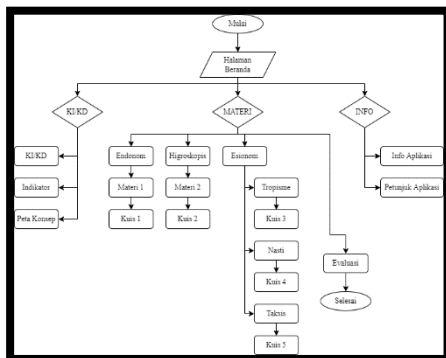 Mulai
Halaman
Beranda
KI/KD
MATERI
INFO
KI/KD
Endonom
Higroskopis
Esionom
Info Aplikasi
Indikator
Materi 1
Materi 2
Tropisme
Petunjuk Aplikasi
Peta Konsep
Kuis 1
Kuis 2
Kuis 3
Nasti
Evaluasi
Kuis 4
Selesai
Taksis
Kuis 5